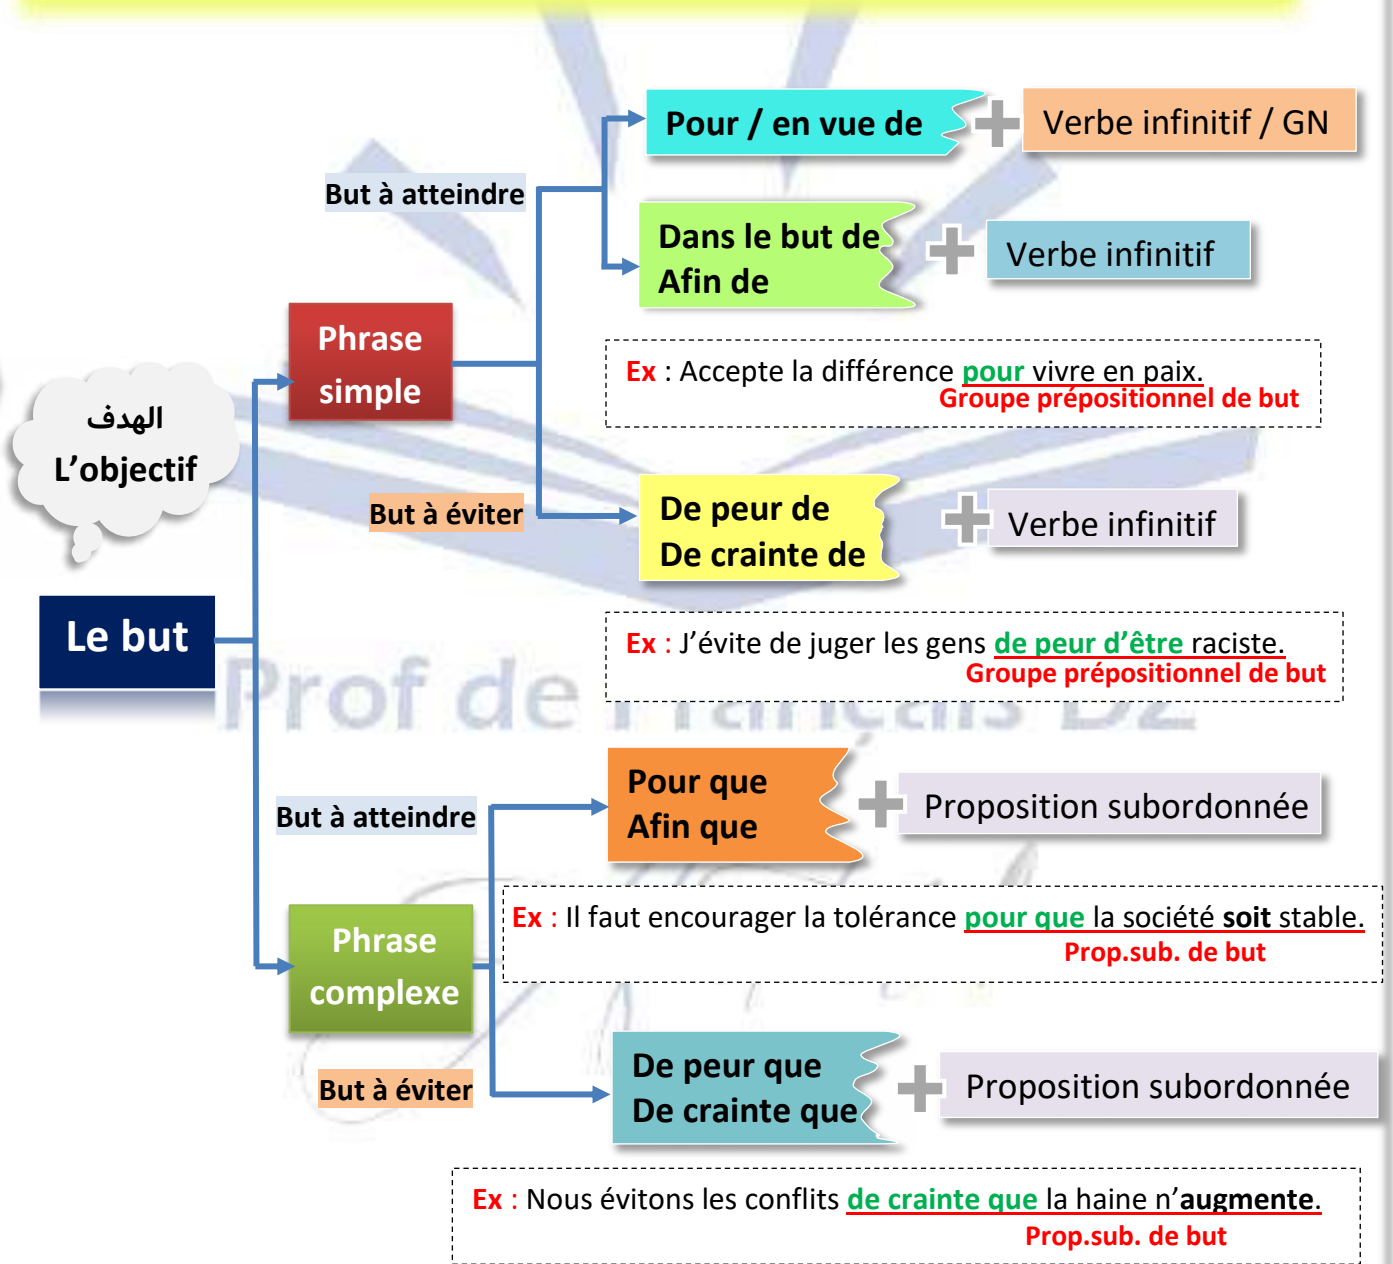 Pour / en vue de
Verbe infinitif / GN
But à atteindre
Dans le but de
Afin de
Verbe infinitif
Phrase
simple
Ex : Accepte la différence pour vivre en paix.
Groupe prépositionnel de but
الهدف
L’objectif
But à éviter
De peur de
De crainte de
Verbe infinitif
Le but
Ex : J’évite de juger les gens de peur d’être raciste.
Groupe prépositionnel de but
Prof de Français DZ
Pour que
Afin que
Proposition subordonnée
But à atteindre
Ex : Il faut encourager la tolérance pour que la société soit stable.
Prop.sub. de but
Phrase
complexe
De peur que
De crainte que
Proposition subordonnée
But à éviter
Ex : Nous évitons les conflits de crainte que la haine n’augmente.
Prop.sub. de but